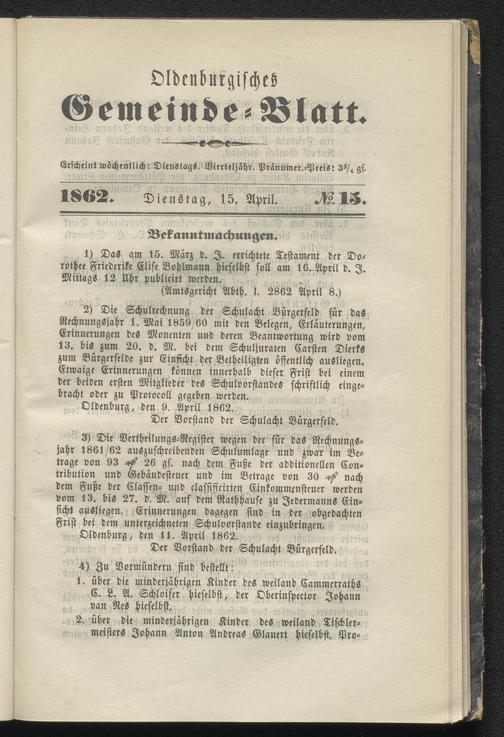 Oldenburgisches
Gemeinde-Blatt.
Erscheint wöchentlich: Dienstags. Vierteljähr. Pränumer.-Preis: 3¾ gs.
1862. Dienstag, 15. April. № 15.
Bekanntmachungen.
1) Das am 15. März d. J. errichtete Testament der Do-
rothee Friederike Elise Bohlmann hieselbst soll am 16. April d. J.
Mittags 12 Uhr publicirt werden.
(Amtsgericht Abth. I. 2862 April 8.)
2) Die Schulrechnung der Schulacht Bürgerfeld für das
Rechnungsjahr 1. Mai 1859/60 mit den Belegen, Erläuterungen,
Erinnerungen des Monenten und deren Beantwortung wird vom
13. bis zum 20. d. M. bei dem Schuljuraten Carsten Dierks
zum Bürgerfelde zur Einsicht der Betheiligten öffentlich ausliegen.
Etwaige Erinnerungen können innerhalb dieser Frist bei einem
der beiden ersten Mitglieder des Schulvorstandes schriftlich einge-
bracht oder zu Protocoll gegeben werden.
Oldenburg, den 9. April 1862.
Der Vorstand der Schulacht Bürgerfeld.
3) Die Vertheilungs-Register wegen der für das Rechnungs-
jahr 1861/62 auszuschreibenden Schulumlage und zwar im Be-
trage von 93 ₰ 26 gs. nach dem Fuße der additionellen Con-
tribution und Gebäudesteuer und im Betrage von 30 ₰ nach
dem Fuße der Classen- und classificirten Einkommensteuer werden
vom 13. bis 27. d. M. auf dem Rathhause zu Jedermanns Ein-
sicht ausliegen. Erinnerungen dagegen sind in der obgedachten
Frist bei dem unterzeichneten Schulvorstande einzubringen.
Oldenburg, den 11. April 1862.
Der Vorstand der Schulacht Bürgerfeld.
4) Zu Vormündern sind bestellt:
1. über die minderjährigen Kinder des weiland Cammerraths
C. L. A. Schloifer hieselbst, der Oberinspector Johann
van Nes hieselbst,
2. über die minderjährigen Kinder des weiland Tischler-
meisters Johann Anton Andreas Glauert hieselbst, Pro-